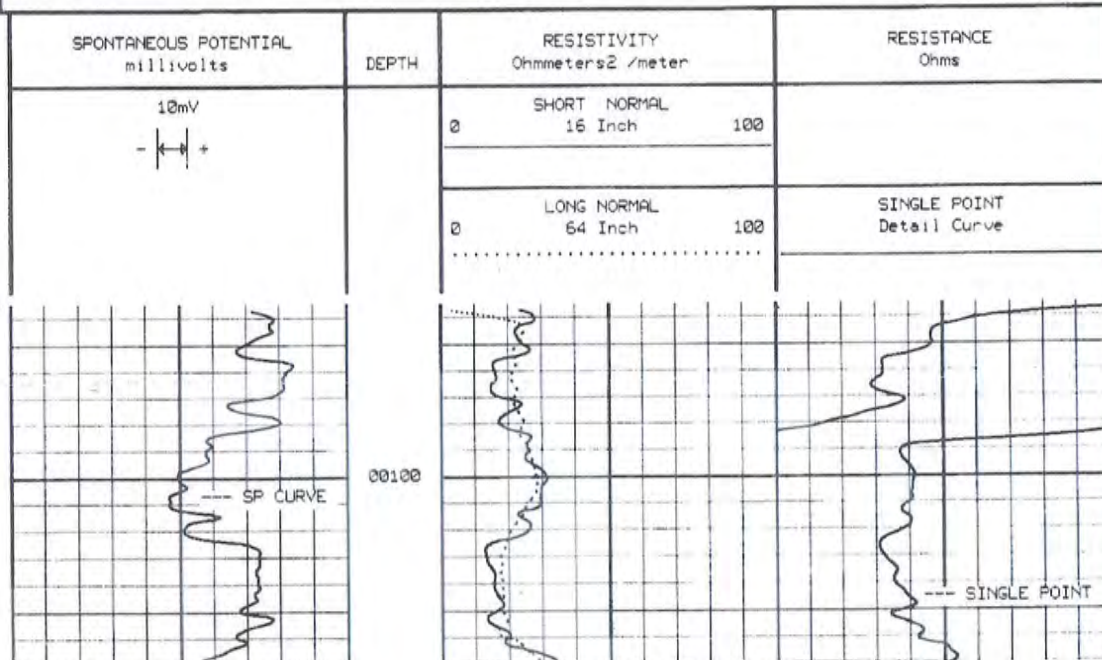 SPONTANEOUS POTENTIAL
millivolts
DEPTH
RESISTIVITY
Ohmmeters2 /meter
RESISTANCE
Ohms
10mV
- +
SHORT NORMAL
0 16 Inch 100
LONG NORMAL
0 64 Inch 100
SINGLE POINT
Detail Curve
00100
--- SP CURVE
--- SINGLE POINT